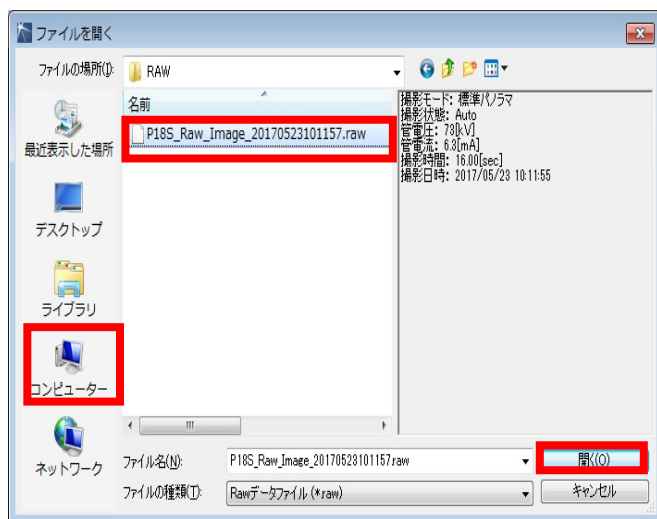 ファイルを開く
ファイルの場所(I):
RAW
名前
P18S_Raw_Image_20170523101157.raw
撮影モード: 標準パノラマ
撮影状態: Auto
管電圧: 73[kV]
管電流: 6.3[mA]
撮影時間: 16.00[sec]
撮影日時: 2017/05/23 10:11:55
最近表示した場所
デスクトップ
ライブラリ
コンピューター
ネットワーク
ファイル名(N):
P18S_Raw_Image_20170523101157.raw
開く(O)
ファイルの種類(T):
Rawデータファイル (*.raw)
キャンセル